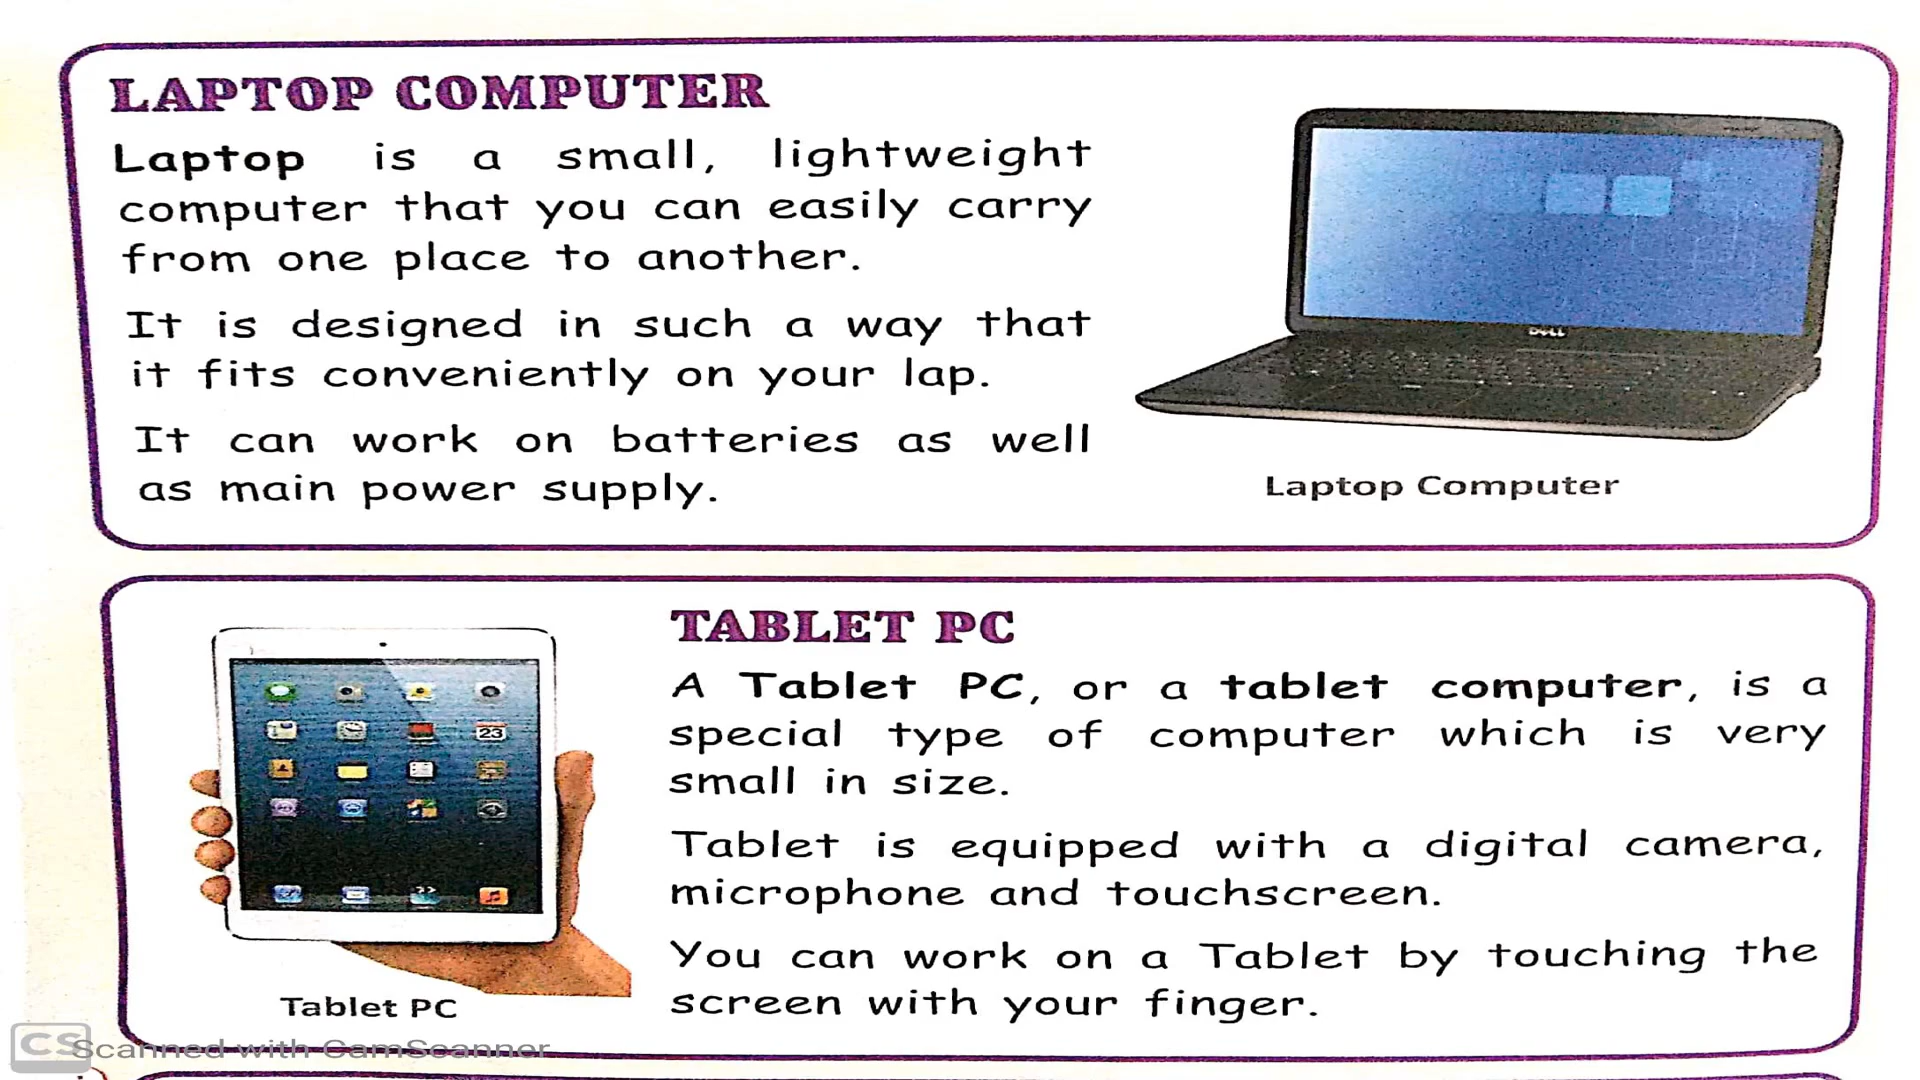 LAPTOP COMPUTER
Laptop is a small, lightweight
computer that you can easily carry
from one place to another.
It is designed in such a way that
it fits conveniently on your lap.
It can work on batteries as well
as main power supply.
DELL
Laptop Computer
TABLET PC
A Tablet PC, or a tablet computer, is a
special type of computer which is very
small in size.
Tablet is equipped with a digital camera,
microphone and touchscreen.
You can work on a Tablet by touching the
screen with your finger.
23
Tablet PC
CS Scanned with CamScanner